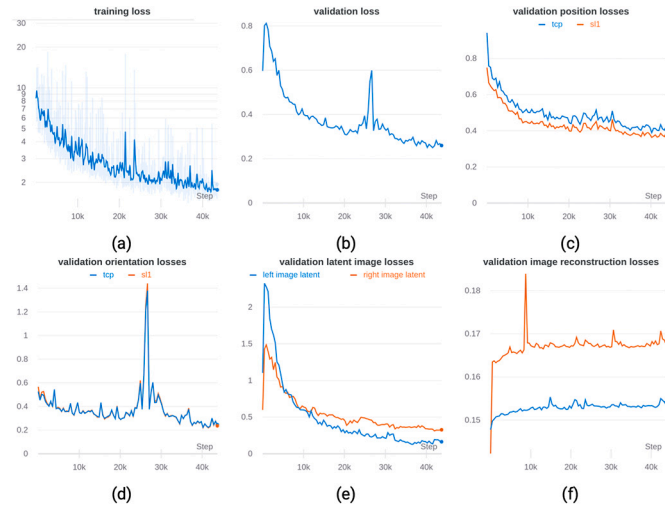 training loss
30
20
10
9
8
7
6
5
4
3
2
Step
10k 20k 30k 40k
(a)
validation loss
0.8
0.6
0.4
0.2
0
Step
10k 20k 30k 40k
(b)
validation position losses
tcp sl1
0.8
0.6
0.4
0.2
0
Step
10k 20k 30k 40k
(c)
validation orientation losses
tcp sl1
1.4
1.2
1
0.8
0.6
0.4
0.2
0
Step
10k 20k 30k 40k
(d)
validation latent image losses
left image latent right image latent
2
1.5
1
0.5
0
Step
10k 20k 30k 40k
(e)
validation image reconstruction losses
0.18
0.17
0.16
0.15
Step
10k 20k 30k 40k
(f)